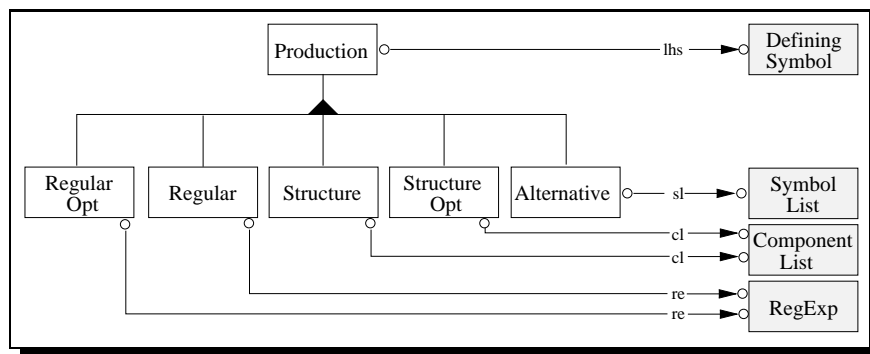 Production
lhs
Defining
Symbol
Regular
Opt
Regular
Structure
Structure
Opt
Alternative
sl
Symbol
List
cl
cl
Component
List
re
re
RegExp